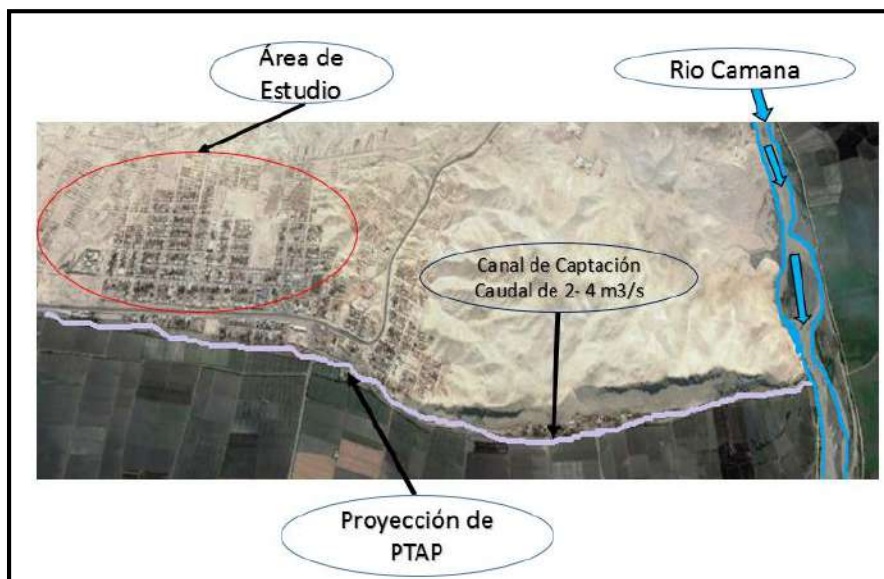 Área de
Estudio
Rio Camana
Canal de Captación
Caudal de 2- 4 m3/s
Proyección de
PTAP